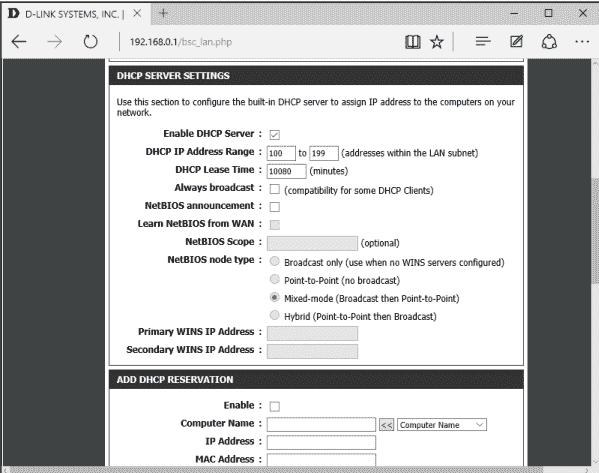 D-LINK SYSTEMS, INC. |
192.168.0.1/bsc_lan.php
DHCP SERVER SETTINGS
Use this section to configure the built-in DHCP server to assign IP address to the computers on your
network.
Enable DHCP Server :
DHCP IP Address Range : 100 to 199 (addresses within the LAN subnet)
DHCP Lease Time : 10080 (minutes)
Always broadcast : (compatibility for some DHCP Clients)
NetBIOS announcement :
Learn NetBIOS from WAN :
NetBIOS Scope : (optional)
NetBIOS node type : Broadcast only (use when no WINS servers configured)
Point-to-Point (no broadcast)
Mixed-mode (Broadcast then Point-to-Point)
Hybrid (Point-to-Point then Broadcast)
Primary WINS IP Address :
Secondary WINS IP Address :
ADD DHCP RESERVATION
Enable :
Computer Name : << Computer Name
IP Address :
MAC Address :